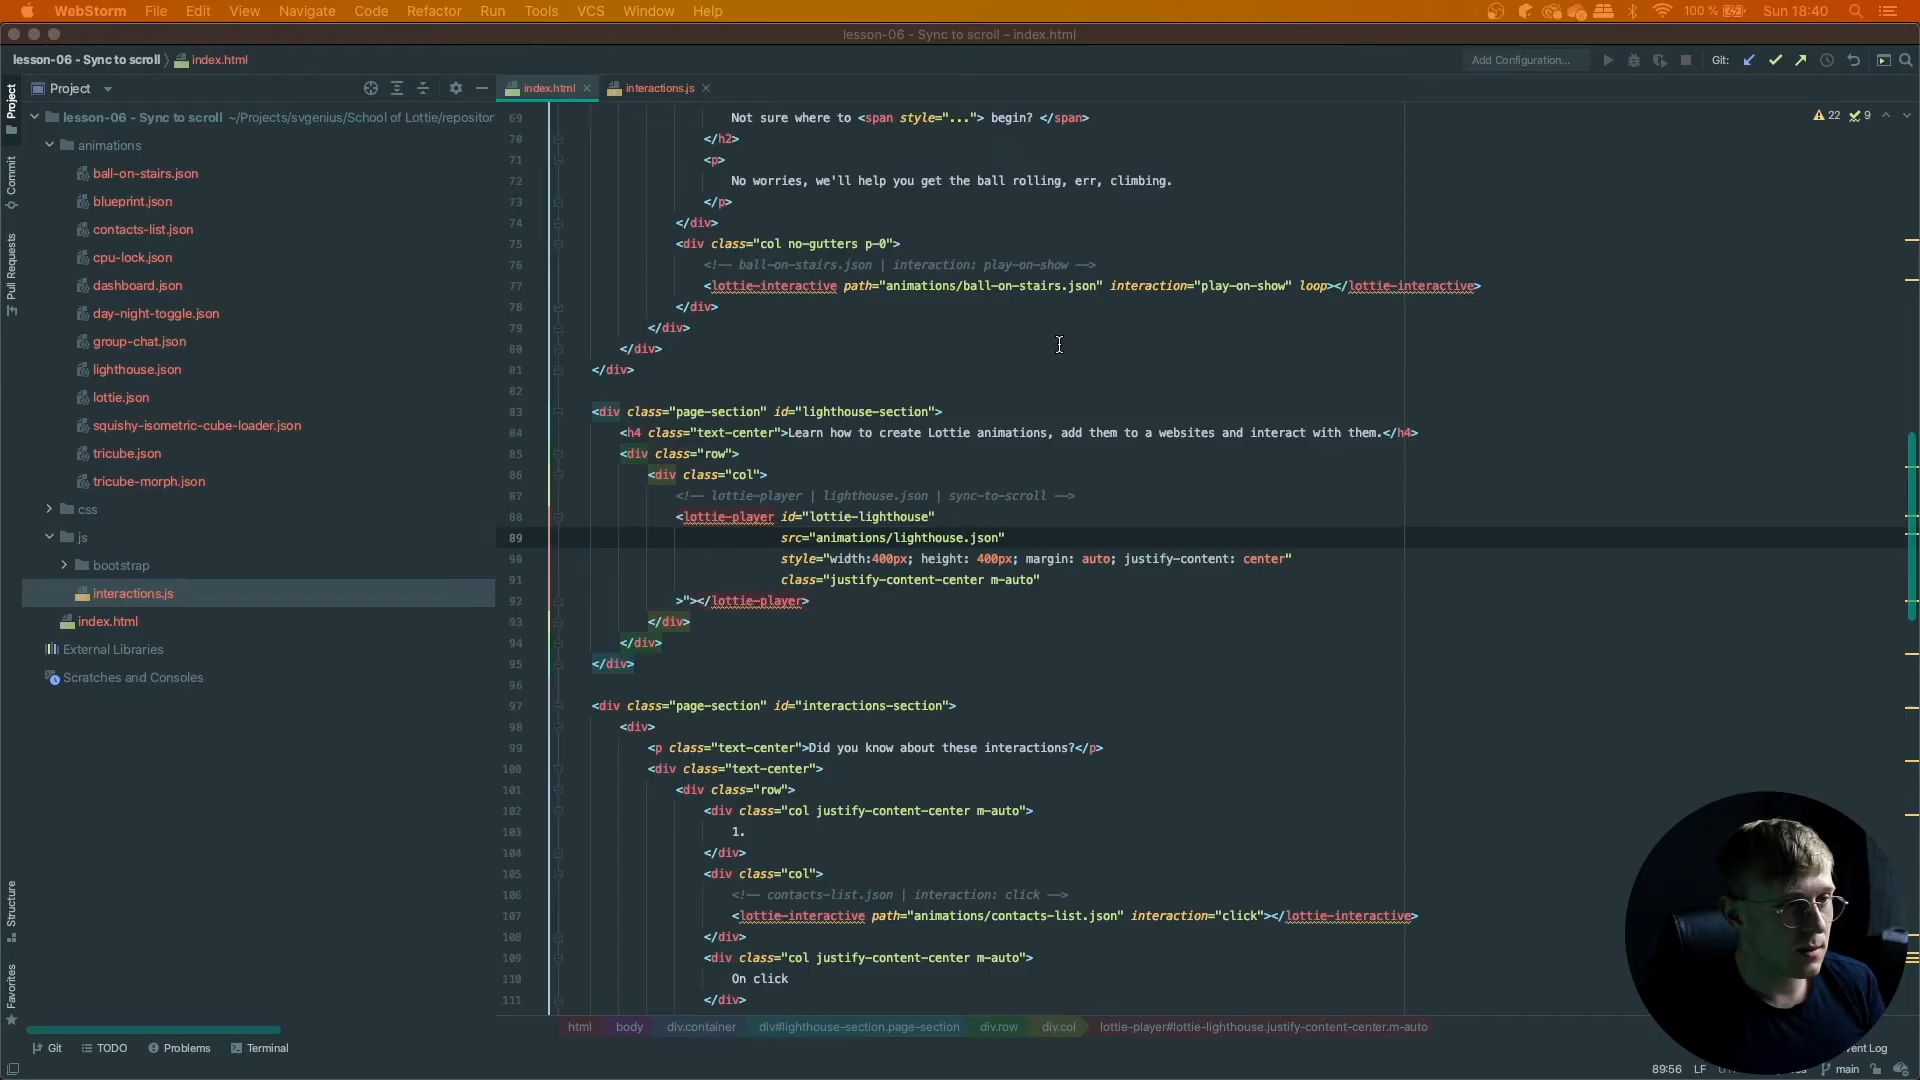 WebStorm File Edit View Navigate Code Refactor Run Tools VCS Window Help 100 % Sun 18:40
lesson-06 - Sync to scroll – index.html
lesson-06 - Sync to scroll index.html Add Configuration... Git:
Project index.html interactions.js
Project
Commit
Pull Requests
Structure
Favorites
lesson-06 - Sync to scroll ~/Projects/svgenius/School of Lottie/repositor
animations
ball-on-stairs.json
blueprint.json
contacts-list.json
cpu-lock.json
dashboard.json
day-night-toggle.json
group-chat.json
lighthouse.json
lottie.json
squishy-isometric-cube-loader.json
tricube.json
tricube-morph.json
css
js
bootstrap
interactions.js
index.html
External Libraries
Scratches and Consoles
22 9
69 Not sure where to <span style="..."> begin? </span>
70 </h2>
71 <p>
72 No worries, we'll help you get the ball rolling, err, climbing.
73 </p>
74 </div>
75 <div class="col no-gutters p-0">
76 <!-- ball-on-stairs.json | interaction: play-on-show -->
77 <lottie-interactive path="animations/ball-on-stairs.json" interaction="play-on-show" loop></lottie-interactive>
78 </div>
79 </div>
80 </div>
81 </div>
82
83 <div class="page-section" id="lighthouse-section">
84 <h4 class="text-center">Learn how to create Lottie animations, add them to a websites and interact with them.</h4>
85 <div class="row">
86 <div class="col">
87 <!-- lottie-player | lighthouse.json | sync-to-scroll -->
88 <lottie-player id="lottie-lighthouse"
89 src="animations/lighthouse.json"
90 style="width:400px; height: 400px; margin: auto; justify-content: center"
91 class="justify-content-center m-auto"
92 >"></lottie-player>
93 </div>
94 </div>
95 </div>
96
97 <div class="page-section" id="interactions-section">
98 <div>
99 <p class="text-center">Did you know about these interactions?</p>
100 <div class="text-center">
101 <div class="row">
102 <div class="col justify-content-center m-auto">
103 1.
104 </div>
105 <div class="col">
106 <!-- contacts-list.json | interaction: click -->
107 <lottie-interactive path="animations/contacts-list.json" interaction="click"></lottie-interactive>
108 </div>
109 <div class="col justify-content-center m-auto">
110 On click
111 </div>
html body div.container div#lighthouse-section.page-section div.row div.col lottie-player#lottie-lighthouse.justify-content-center.m-auto
Git TODO Problems Terminal
89:56 LF main